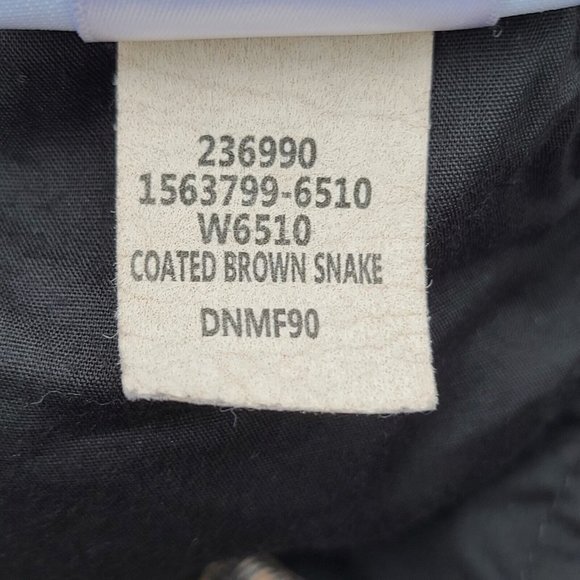 236990
1563799-6510
W6510
COATED BROWN SNAKE
DNMF90